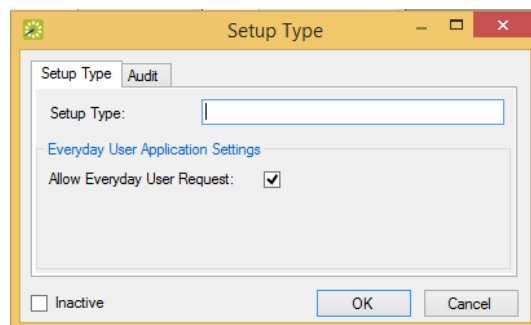 Setup Type
Setup Type Audit
Setup Type:
Everyday User Application Settings
Allow Everyday User Request:
Inactive OK Cancel